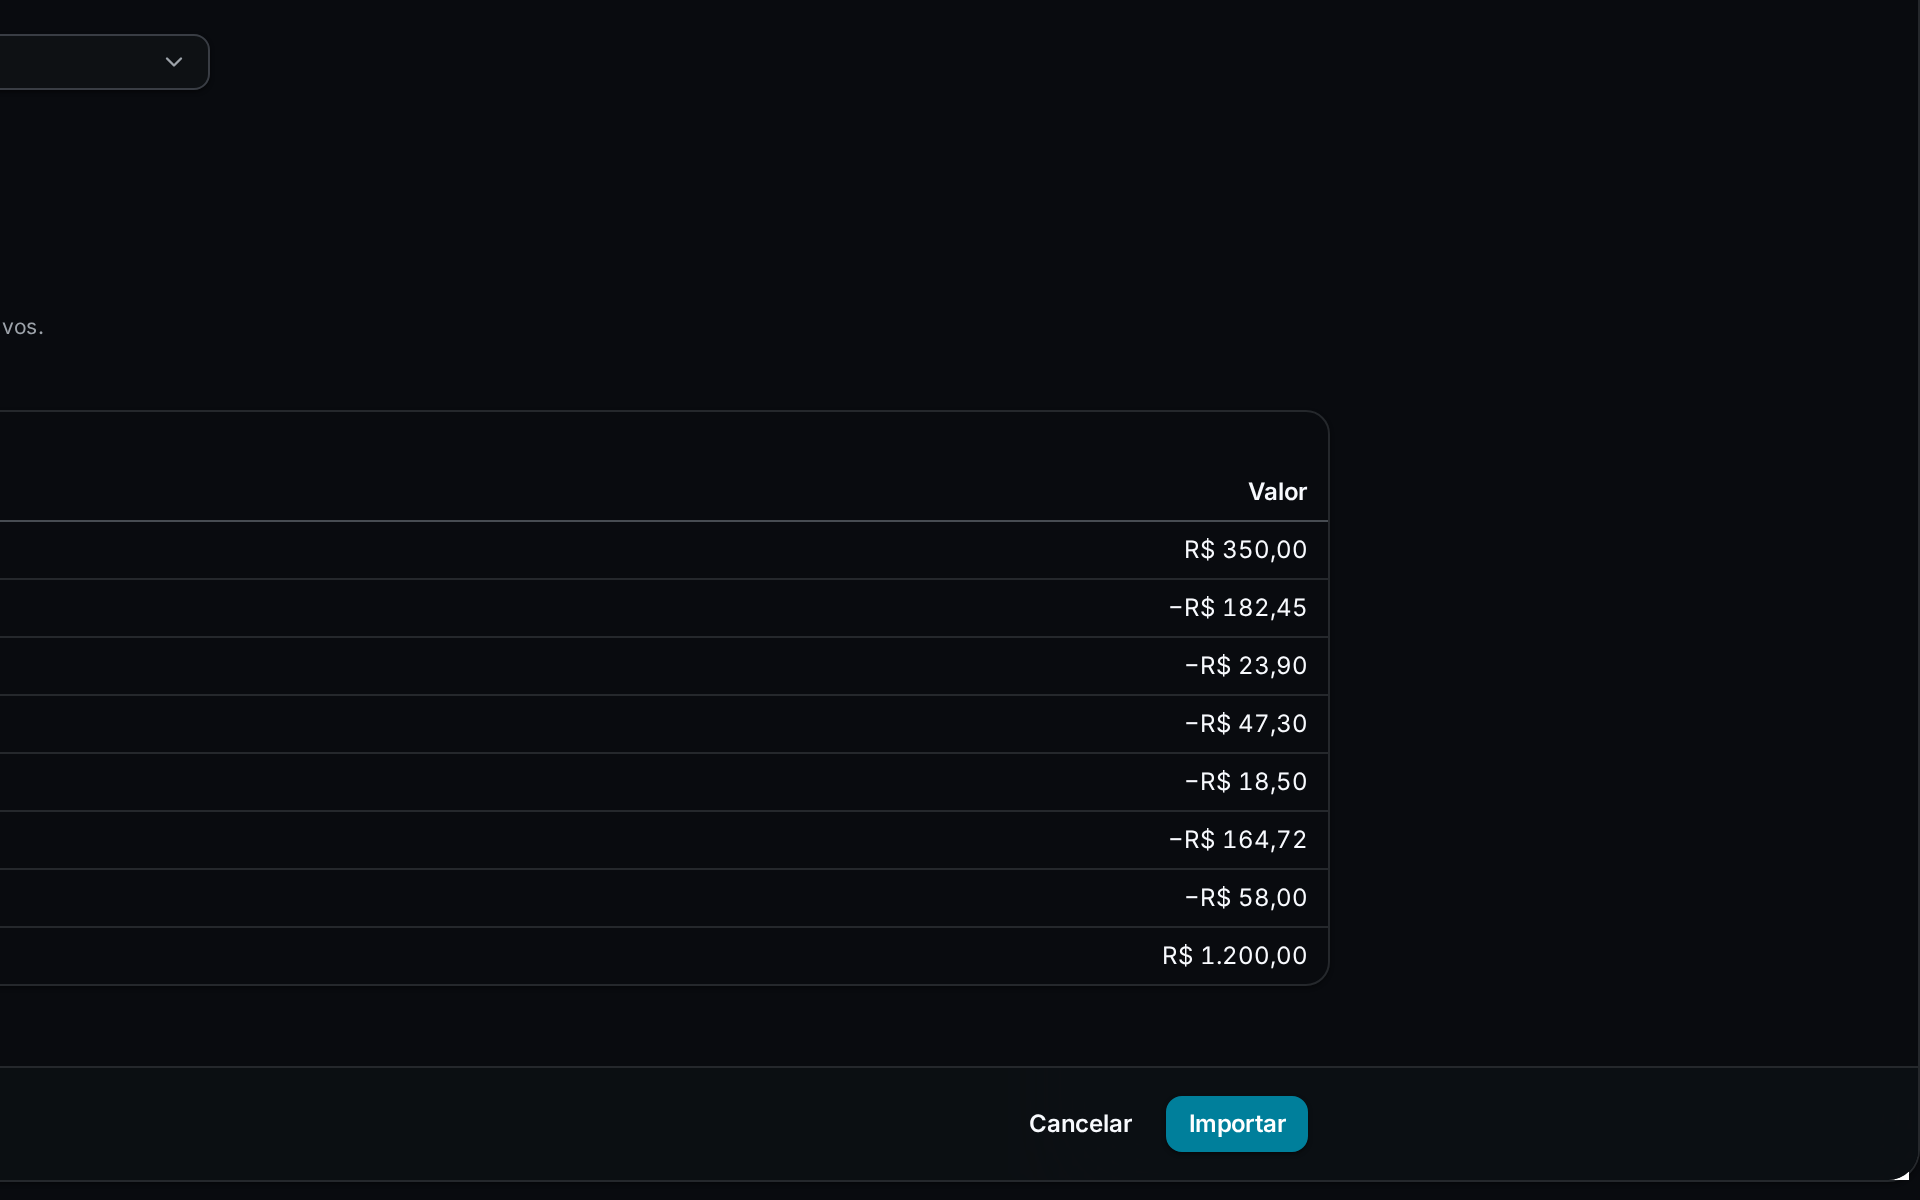 vos.
Valor
R$ 350,00
−R$ 182,45
−R$ 23,90
−R$ 47,30
−R$ 18,50
−R$ 164,72
−R$ 58,00
R$ 1.200,00
Cancelar Importar